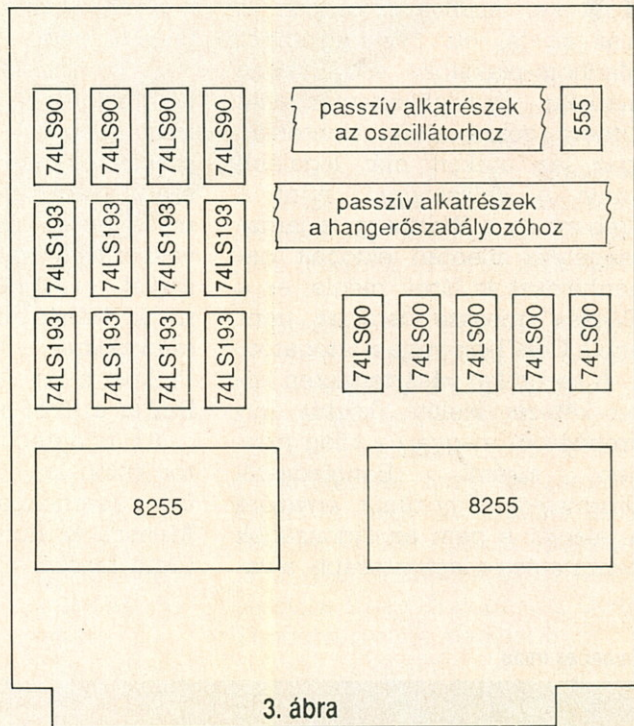 74LS90 74LS90 74LS90 74LS90
passzív alkatrészek
az oszcillátorhoz
555
74LS193 74LS193 74LS193 74LS193
passzív alkatrészek
a hangerőszabályozóhoz
74LS193 74LS193 74LS193 74LS193
74LS00 74LS00 74LS00 74LS00 74LS00
8255
8255
3. ábra